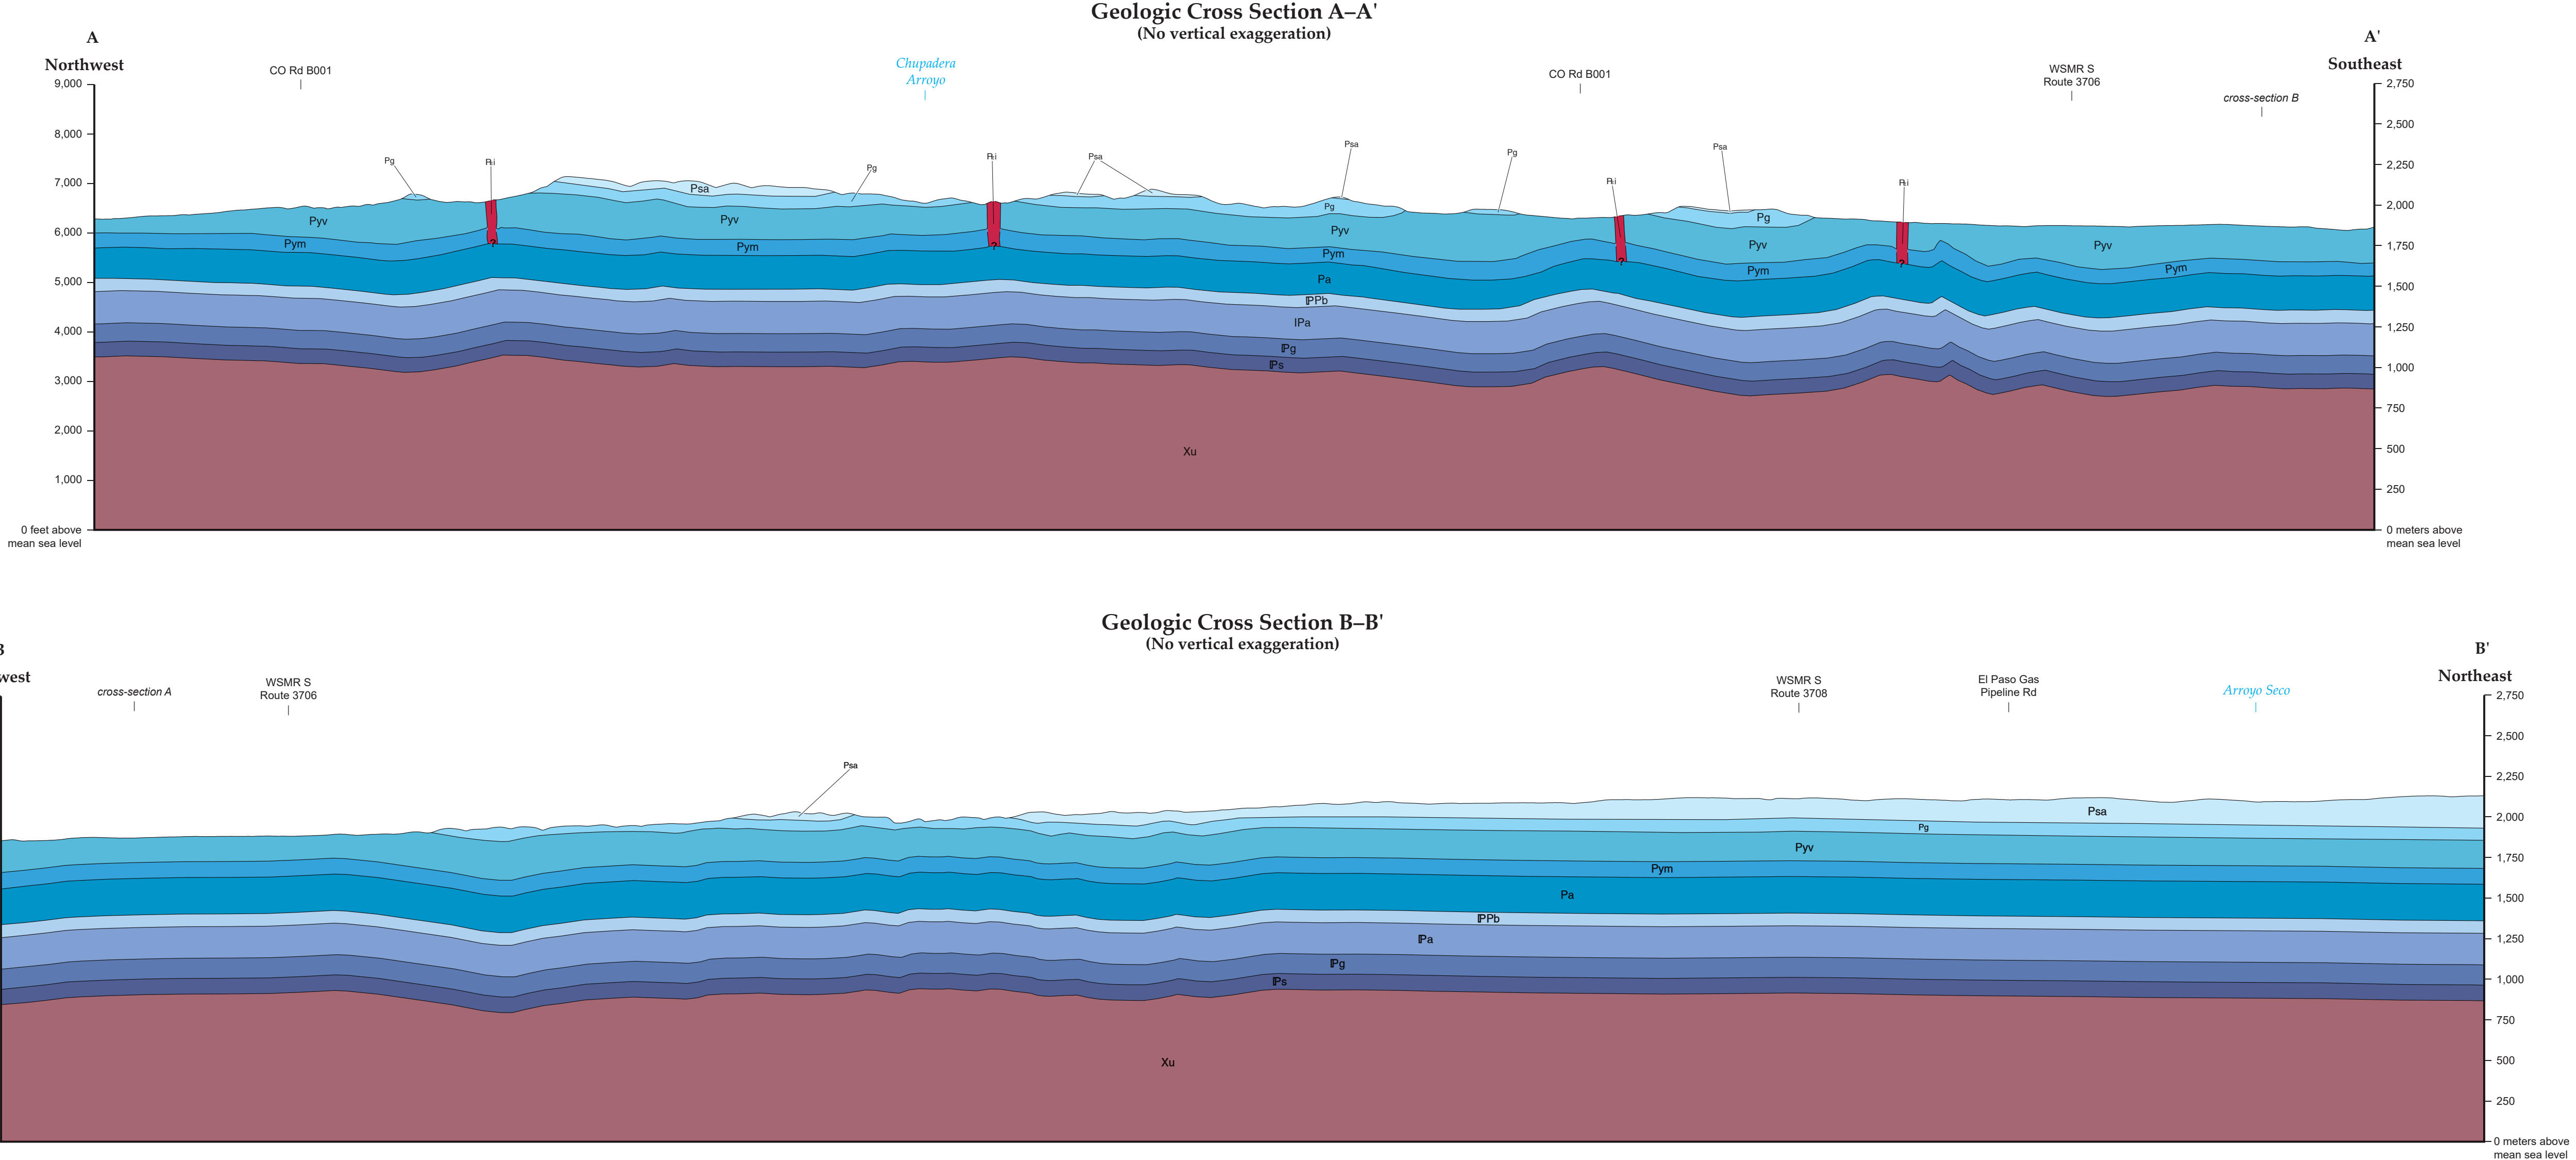 Geologic Cross Section A–A'
(No vertical exaggeration)
A
Northwest
A'
Southeast
CO Rd B001
Chupadera
Arroyo
CO Rd B001
WSMR S
Route 3706
cross-section B
9,000
8,000
7,000
6,000
5,000
4,000
3,000
2,000
1,000
0 feet above
mean sea level
2,750
2,500
2,250
2,000
1,750
1,500
1,250
1,000
750
500
250
0 meters above
mean sea level
Pg
Psa
Pg
Psa
Psa
Pg
Psa
Pyv
Pyv
Pg
Pyv
Pg
Pyv
Pyv
Pym
Pym
Pym
Pym
Pym
?
?
?
?
Pa
ℙPb
IPa
ℙg
ℙs
Xu
Geologic Cross Section B–B'
(No vertical exaggeration)
B'
Northeast
west
cross-section A
WSMR S
Route 3706
WSMR S
Route 3708
El Paso Gas
Pipeline Rd
Arroyo Seco
2,750
2,500
2,250
2,000
1,750
1,500
1,250
1,000
750
500
250
0 meters above
mean sea level
Psa
Psa
Pg
Pyv
Pym
Pa
ℙPb
ℙa
ℙg
ℙs
Xu